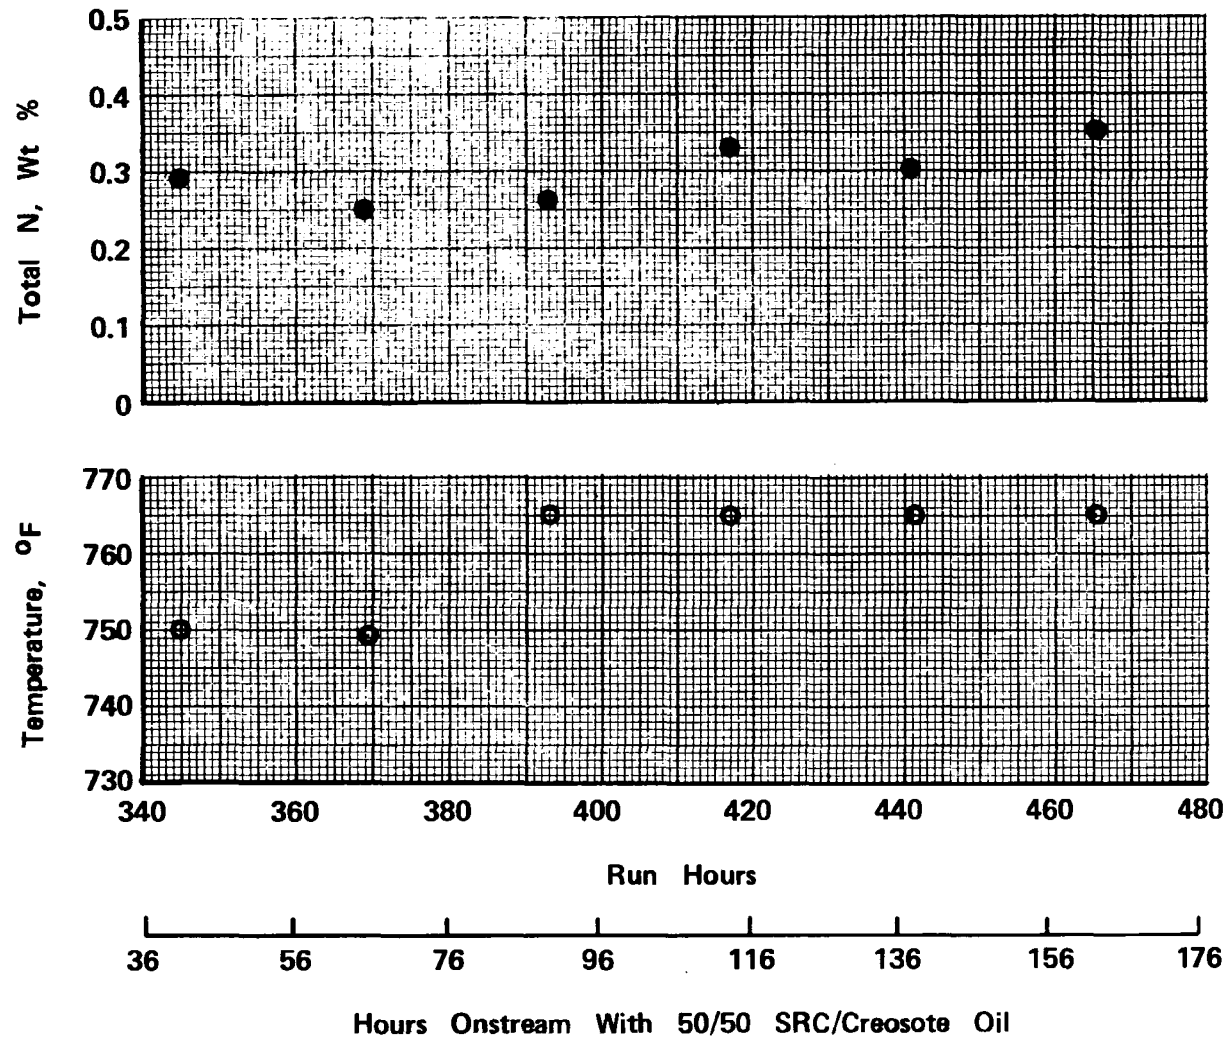 Total N, Wt %
0.5
0.4
0.3
0.2
0.1
0
Temperature, °F
770
760
750
740
730
340 360 380 400 420 440 460 480
Run Hours
36 56 76 96 116 136 156 176
Hours Onstream With 50/50 SRC/Creosote Oil